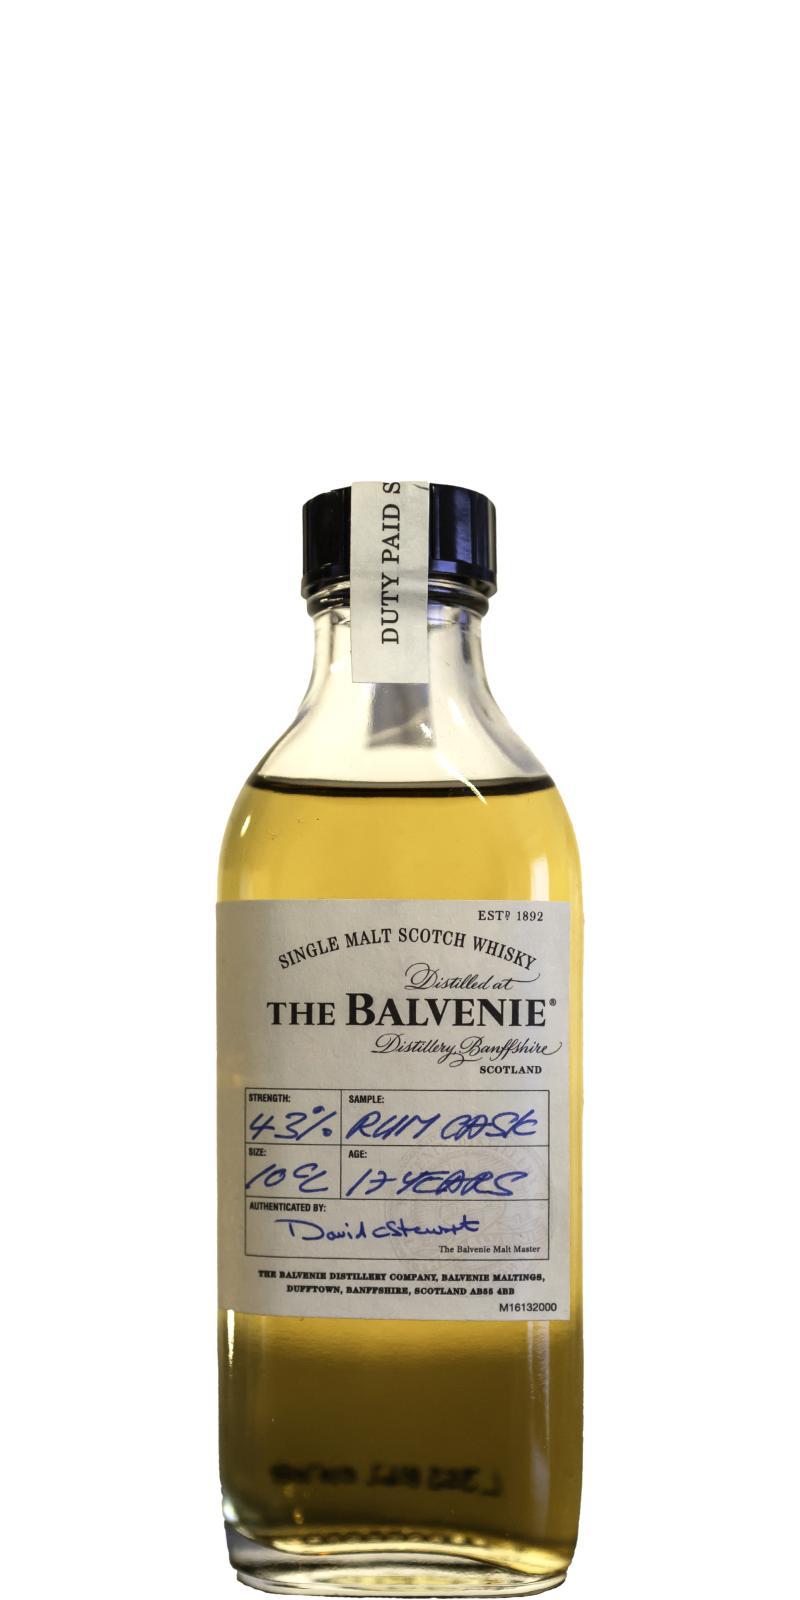 DUTY PAID S
ESTD 1892
SINGLE MALT SCOTCH WHISKY
Distilled at
THE BALVENIE®
Distillery, Banffshire
SCOTLAND
STRENGTH: SAMPLE:
43% RUM CASK
SIZE: AGE:
10CL 17 YEARS
AUTHENTICATED BY:
David C Stewart
The Balvenie Malt Master
THE BALVENIE DISTILLERY COMPANY, BALVENIE MALTINGS,
DUFFTOWN, BANFFSHIRE, SCOTLAND AB55 4BB
M16132000